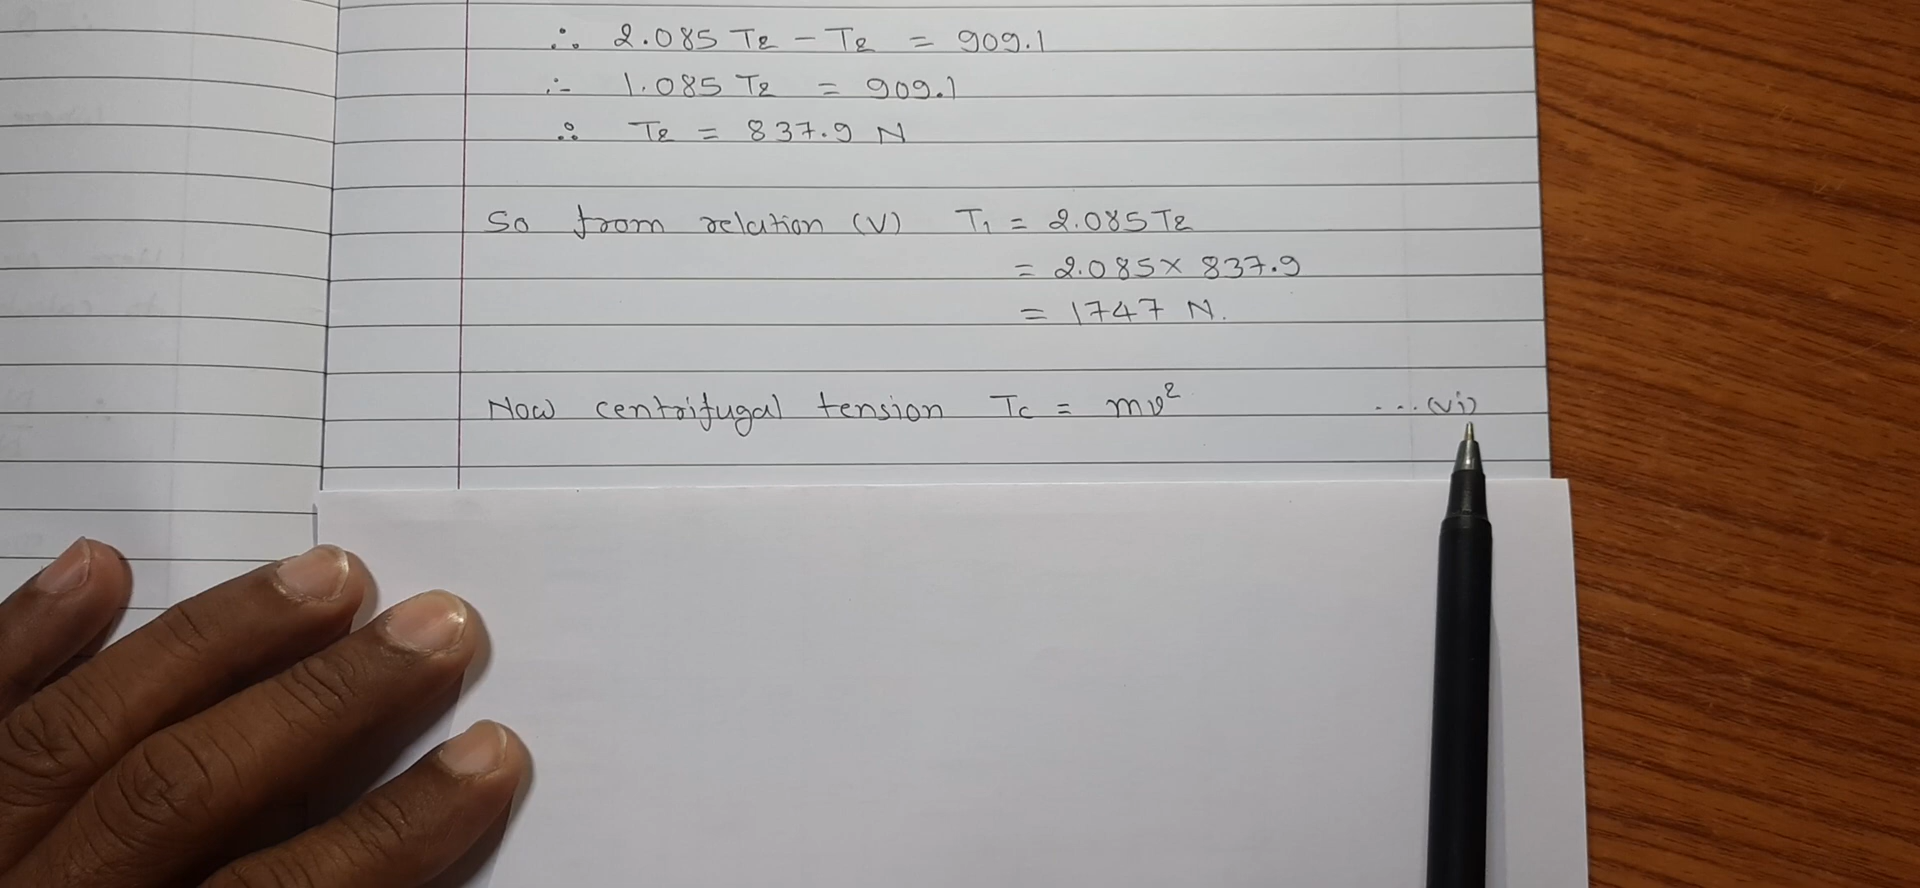 ∴ 2.085 T2 - T2 = 909.1
∴ 1.085 T2 = 909.1
∴ T2 = 837.9 N
So from relation (V) T1 = 2.085 T2
= 2.085 × 837.9
= 1747 N.
Now centrifugal tension Tc = mv² ...(vi)